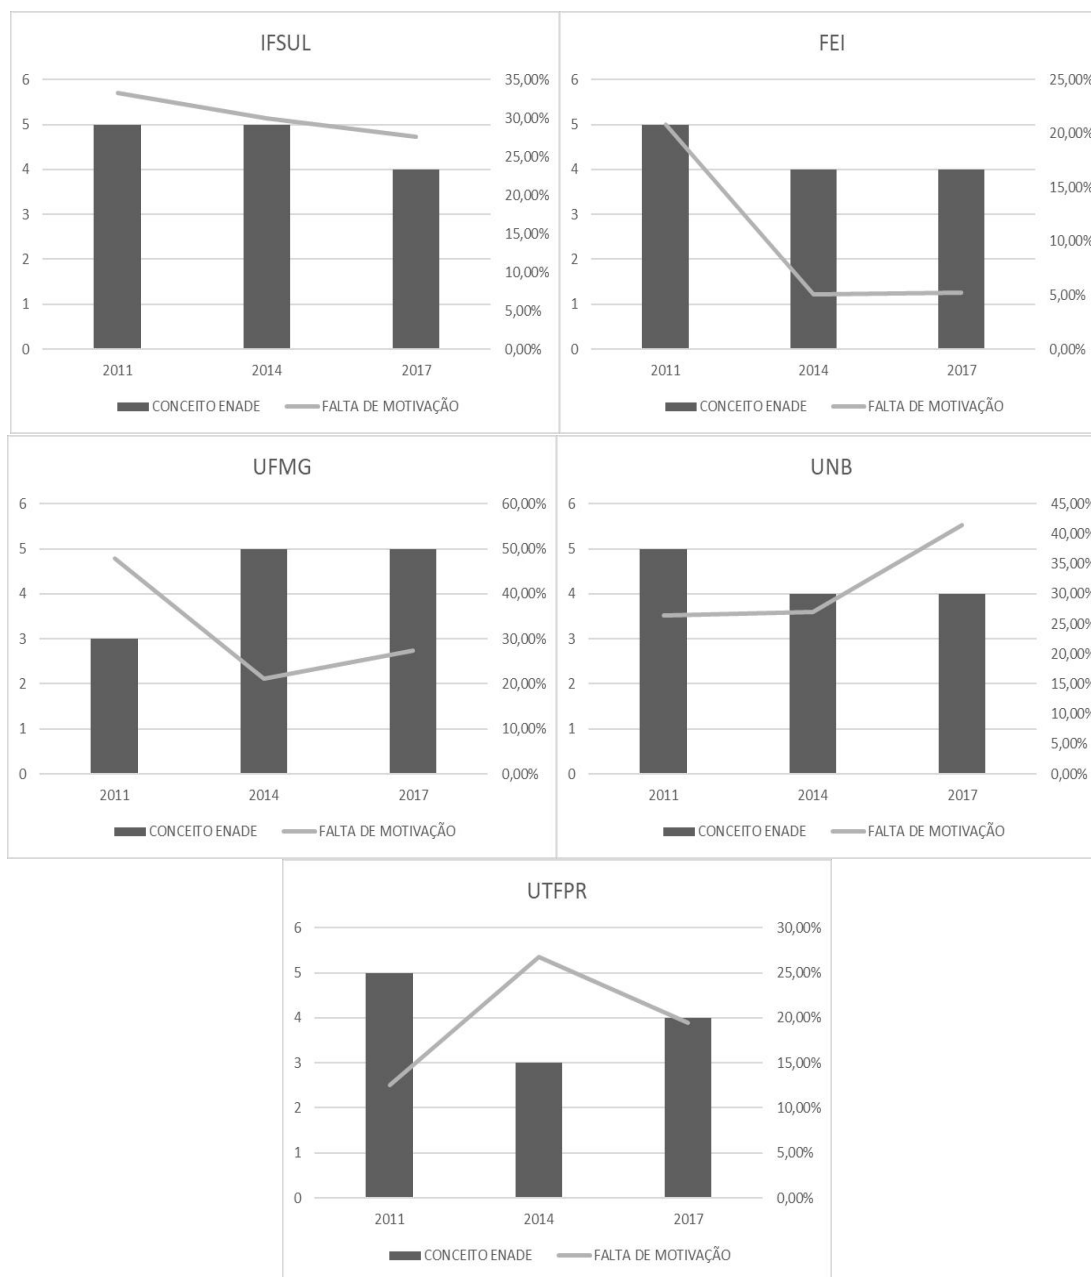 IFSUL
6 35,00%
5 30,00%
4 25,00%
3 20,00%
2 15,00%
1 10,00%
0 5,00%
0,00%
2011 2014 2017
CONCEITO ENADE FALTA DE MOTIVAÇÃO
FEI
6 25,00%
5 20,00%
4 15,00%
3 10,00%
2 5,00%
1 0,00%
0
2011 2014 2017
CONCEITO ENADE FALTA DE MOTIVAÇÃO
UFMG
6 60,00%
5 50,00%
4 40,00%
3 30,00%
2 20,00%
1 10,00%
0 0,00%
2011 2014 2017
CONCEITO ENADE FALTA DE MOTIVAÇÃO
UNB
6 45,00%
5 40,00%
4 35,00%
3 30,00%
2 25,00%
1 20,00%
0 15,00%
10,00%
5,00%
0,00%
2011 2014 2017
CONCEITO ENADE FALTA DE MOTIVAÇÃO
UTFPR
6 30,00%
5 25,00%
4 20,00%
3 15,00%
2 10,00%
1 5,00%
0 0,00%
2011 2014 2017
CONCEITO ENADE FALTA DE MOTIVAÇÃO